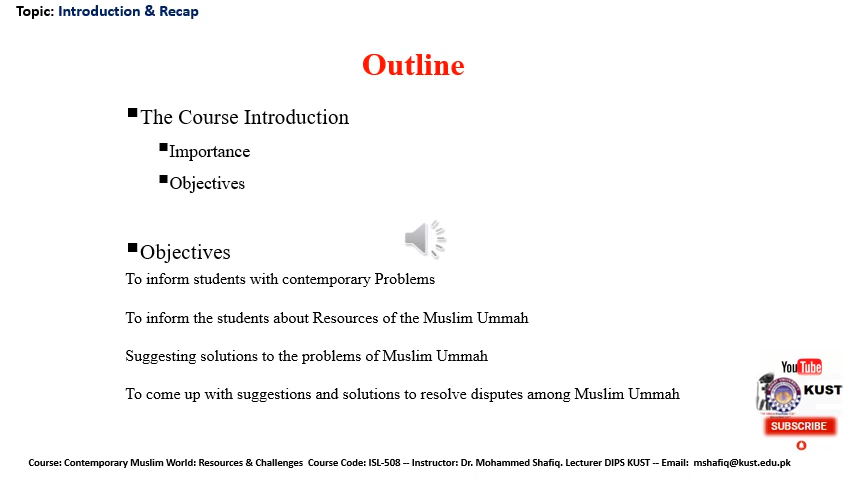 Topic: Introduction & Recap
Outline
The Course Introduction
Importance
Objectives
Objectives
To inform students with contemporary Problems
To inform the students about Resources of the Muslim Ummah
Suggesting solutions to the problems of Muslim Ummah
To come up with suggestions and solutions to resolve disputes among Muslim Ummah
YouTube
KUST
SUBSCRIBE
Course: Contemporary Muslim World: Resources & Challenges Course Code: ISL-508 -- Instructor: Dr. Mohammed Shafiq. Lecturer DIPS KUST -- Email: mshafiq@kust.edu.pk